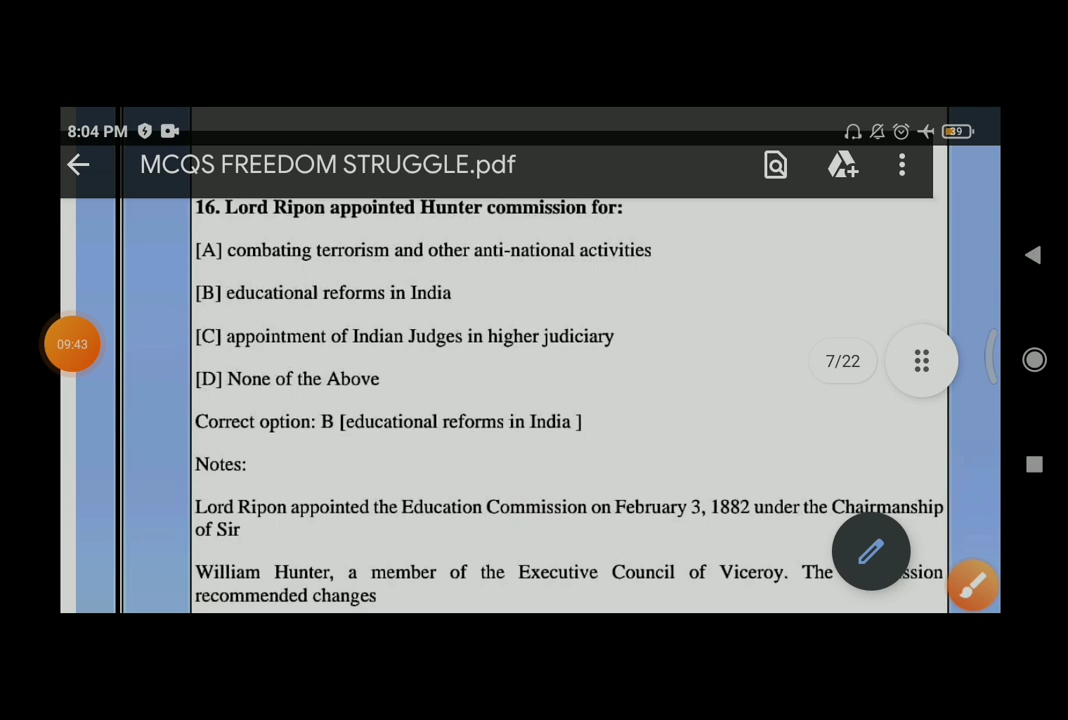 8:04 PM 39
MCQS FREEDOM STRUGGLE.pdf
16. Lord Ripon appointed Hunter commission for:
[A] combating terrorism and other anti-national activities
[B] educational reforms in India
09:43
[C] appointment of Indian Judges in higher judiciary
7/22
[D] None of the Above
Correct option: B [educational reforms in India ]
Notes:
Lord Ripon appointed the Education Commission on February 3, 1882 under the Chairmanship
of Sir
William Hunter, a member of the Executive Council of Viceroy. The
recommended changes